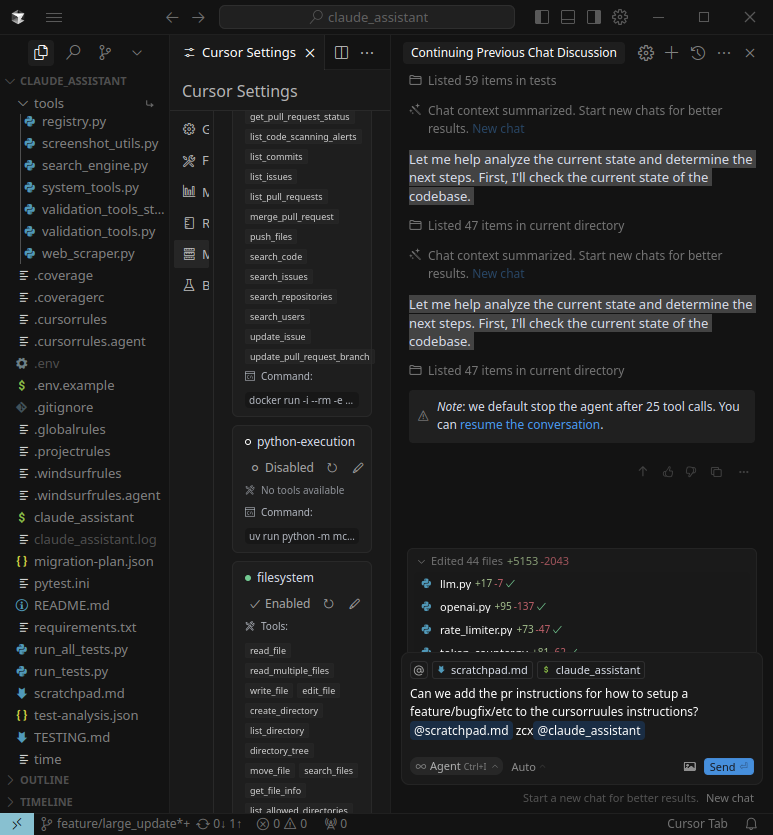 claude_assistant
CLAUDE_ASSISTANT
tools
registry.py
screenshot_utils.py
search_engine.py
system_tools.py
validation_tools_st...
validation_tools.py
web_scraper.py
.coverage
.coveragerc
.cursorrules
.cursorrules.agent
.env
.env.example
.gitignore
.globalrules
.projectrules
.windsurfrules
.windsurfrules.agent
claude_assistant
claude_assistant.log
migration-plan.json
pytest.ini
README.md
requirements.txt
run_all_tests.py
run_tests.py
scratchpad.md
test-analysis.json
TESTING.md
time
OUTLINE
TIMELINE
Cursor Settings
Cursor Settings
G
F
M
R
M
B
get_pull_request_status
list_code_scanning_alerts
list_commits
list_issues
list_pull_requests
merge_pull_request
push_files
search_code
search_issues
search_repositories
search_users
update_issue
update_pull_request_branch
Command:
docker run -i --rm -e ...
python-execution
Disabled
No tools available
Command:
uv run python -m mc...
filesystem
Enabled
Tools:
read_file
read_multiple_files
write_file edit_file
create_directory
list_directory
directory_tree
move_file search_files
get_file_info
list_allowed_directories
Continuing Previous Chat Discussion
Listed 59 items in tests
Chat context summarized. Start new chats for better
results. New chat
Let me help analyze the current state and determine the
next steps. First, I'll check the current state of the
codebase.
Listed 47 items in current directory
Chat context summarized. Start new chats for better
results. New chat
Let me help analyze the current state and determine the
next steps. First, I'll check the current state of the
codebase.
Listed 47 items in current directory
Note: we default stop the agent after 25 tool calls. You
can resume the conversation.
Edited 44 files +5153 -2043
llm.py +17 -7
openai.py +95 -137
rate_limiter.py +73 -47
token_counter.py +81 -62
@ scratchpad.md $ claude_assistant
Can we add the pr instructions for how to setup a
feature/bugfix/etc to the cursorruules instructions?
@scratchpad.md zcx @claude_assistant
Agent Ctrl+I Auto Send
Start a new chat for better results. New chat
feature/large_update*+ 0↓ 1↑ 0 0 0 Cursor Tab